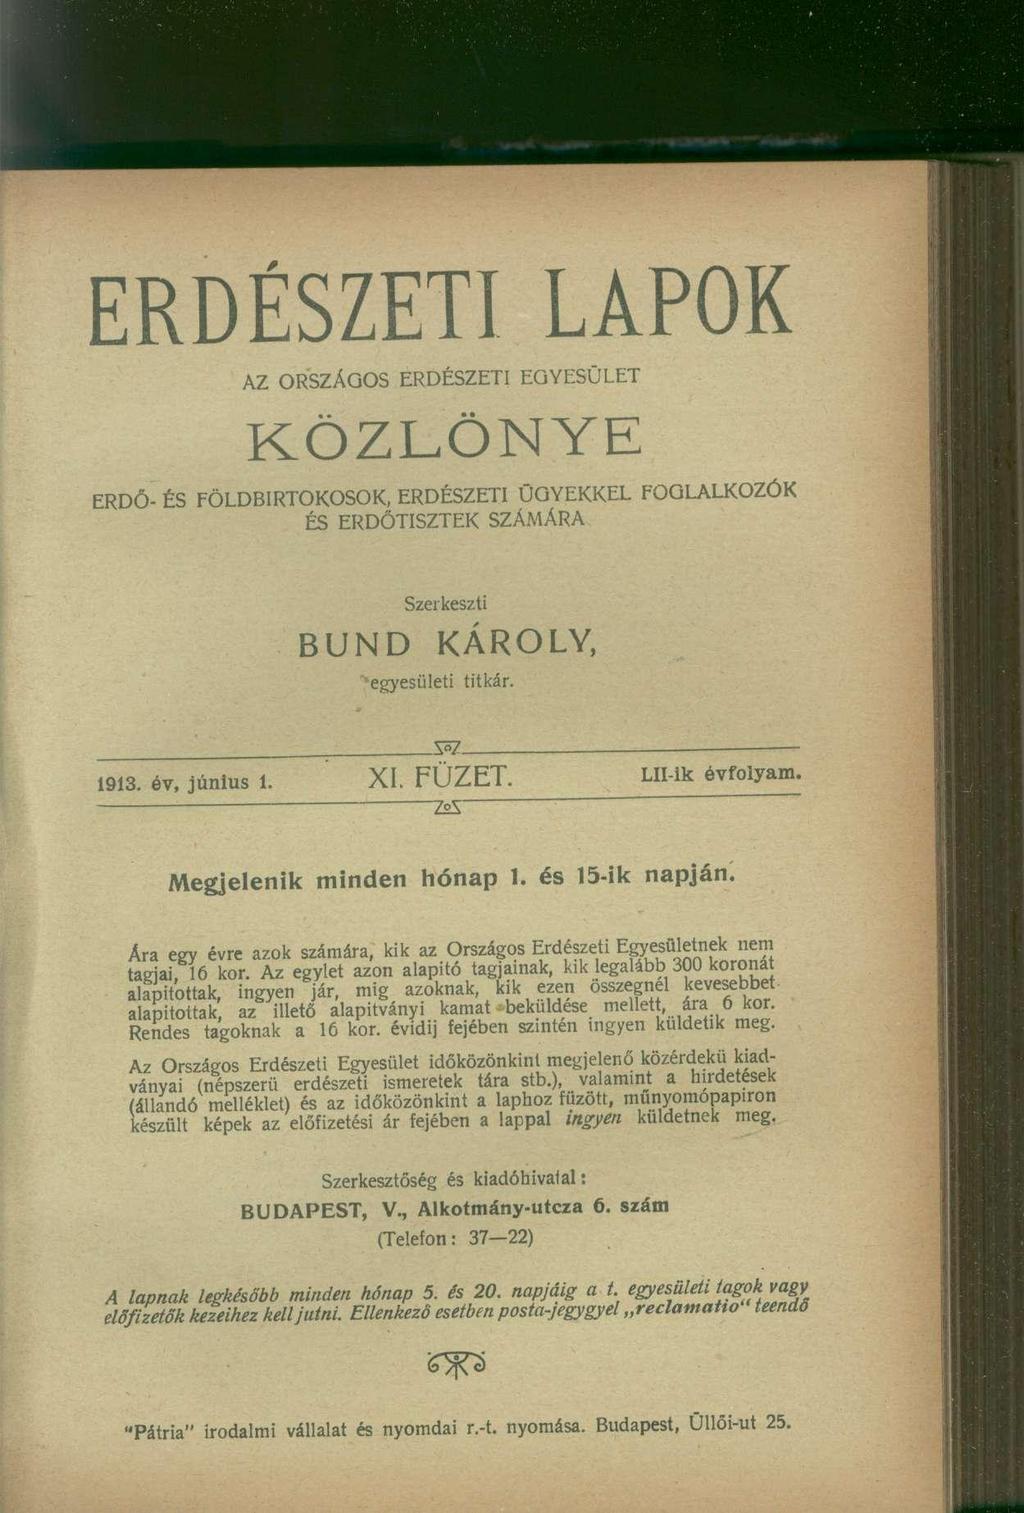 ERDÉSZETI LAPOK
AZ ORSZÁGOS ERDÉSZETI EGYESÜLET
KÖZLÖNYE
ERDŐ- ÉS FÖLDBIRTOKOSOK, ERDÉSZETI ÜGYEKKEL FOGLALKOZÓK
ÉS ERDŐTISZTEK SZÁMÁRA
Szerkeszti
BUND KÁROLY,
egyesületi titkár.
1913. év, június 1. XI. FÜZET. LII-ik évfolyam.
Megjelenik minden hónap 1. és 15-ik napján.
Ára egy évre azok számára, kik az Országos Erdészeti Egyesületnek nem
tagjai, 16 kor. Az egylet azon alapitó tagjainak, kik legalább 300 koronát
alapitottak, ingyen jár, mig azoknak, kik ezen összegnél kevesebbet
alapitottak, az illető alapitványi kamat beküldése mellett, ára 6 kor.
Rendes tagoknak a 16 kor. évidij fejében szintén ingyen küldetik meg.
Az Országos Erdészeti Egyesület időközönkint megjelenő közérdekü kiad-
ványai (népszerü erdészeti ismeretek tára stb.), valamint a hirdetések
(állandó melléklet) és az időközönkint a laphoz füzött, münyomópapiron
készült képek az előfizetési ár fejében a lappal ingyen küldetnek meg.
Szerkesztőség és kiadóhivatal:
BUDAPEST, V., Alkotmány-utcza 6. szám
(Telefon: 37—22)
A lapnak legkésőbb minden hónap 5. és 20. napjáig a t. egyesületi tagok vagy
előfizetők kezeihez kell jutni. Ellenkező esetben posta-jegygyel „reclamatio" teendő
"Pátria" irodalmi vállalat és nyomdai r.-t. nyomása. Budapest, Üllői-ut 25.